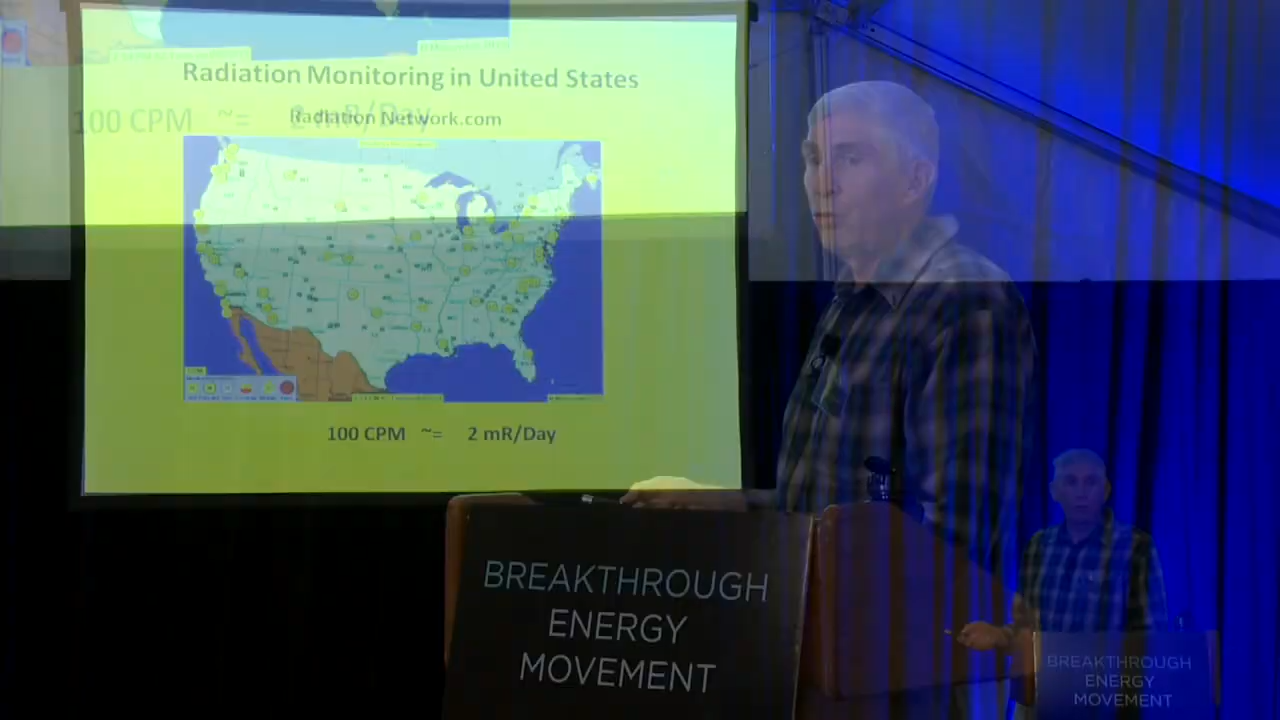 Radiation Monitoring in United States
Radiation Network.com
100 CPM ~= 2 mR/Day
100 CPM ~= 2 mR/Day
BREAKTHROUGH
ENERGY
MOVEMENT
BREAKTHROUGH
ENERGY
MOVEMENT